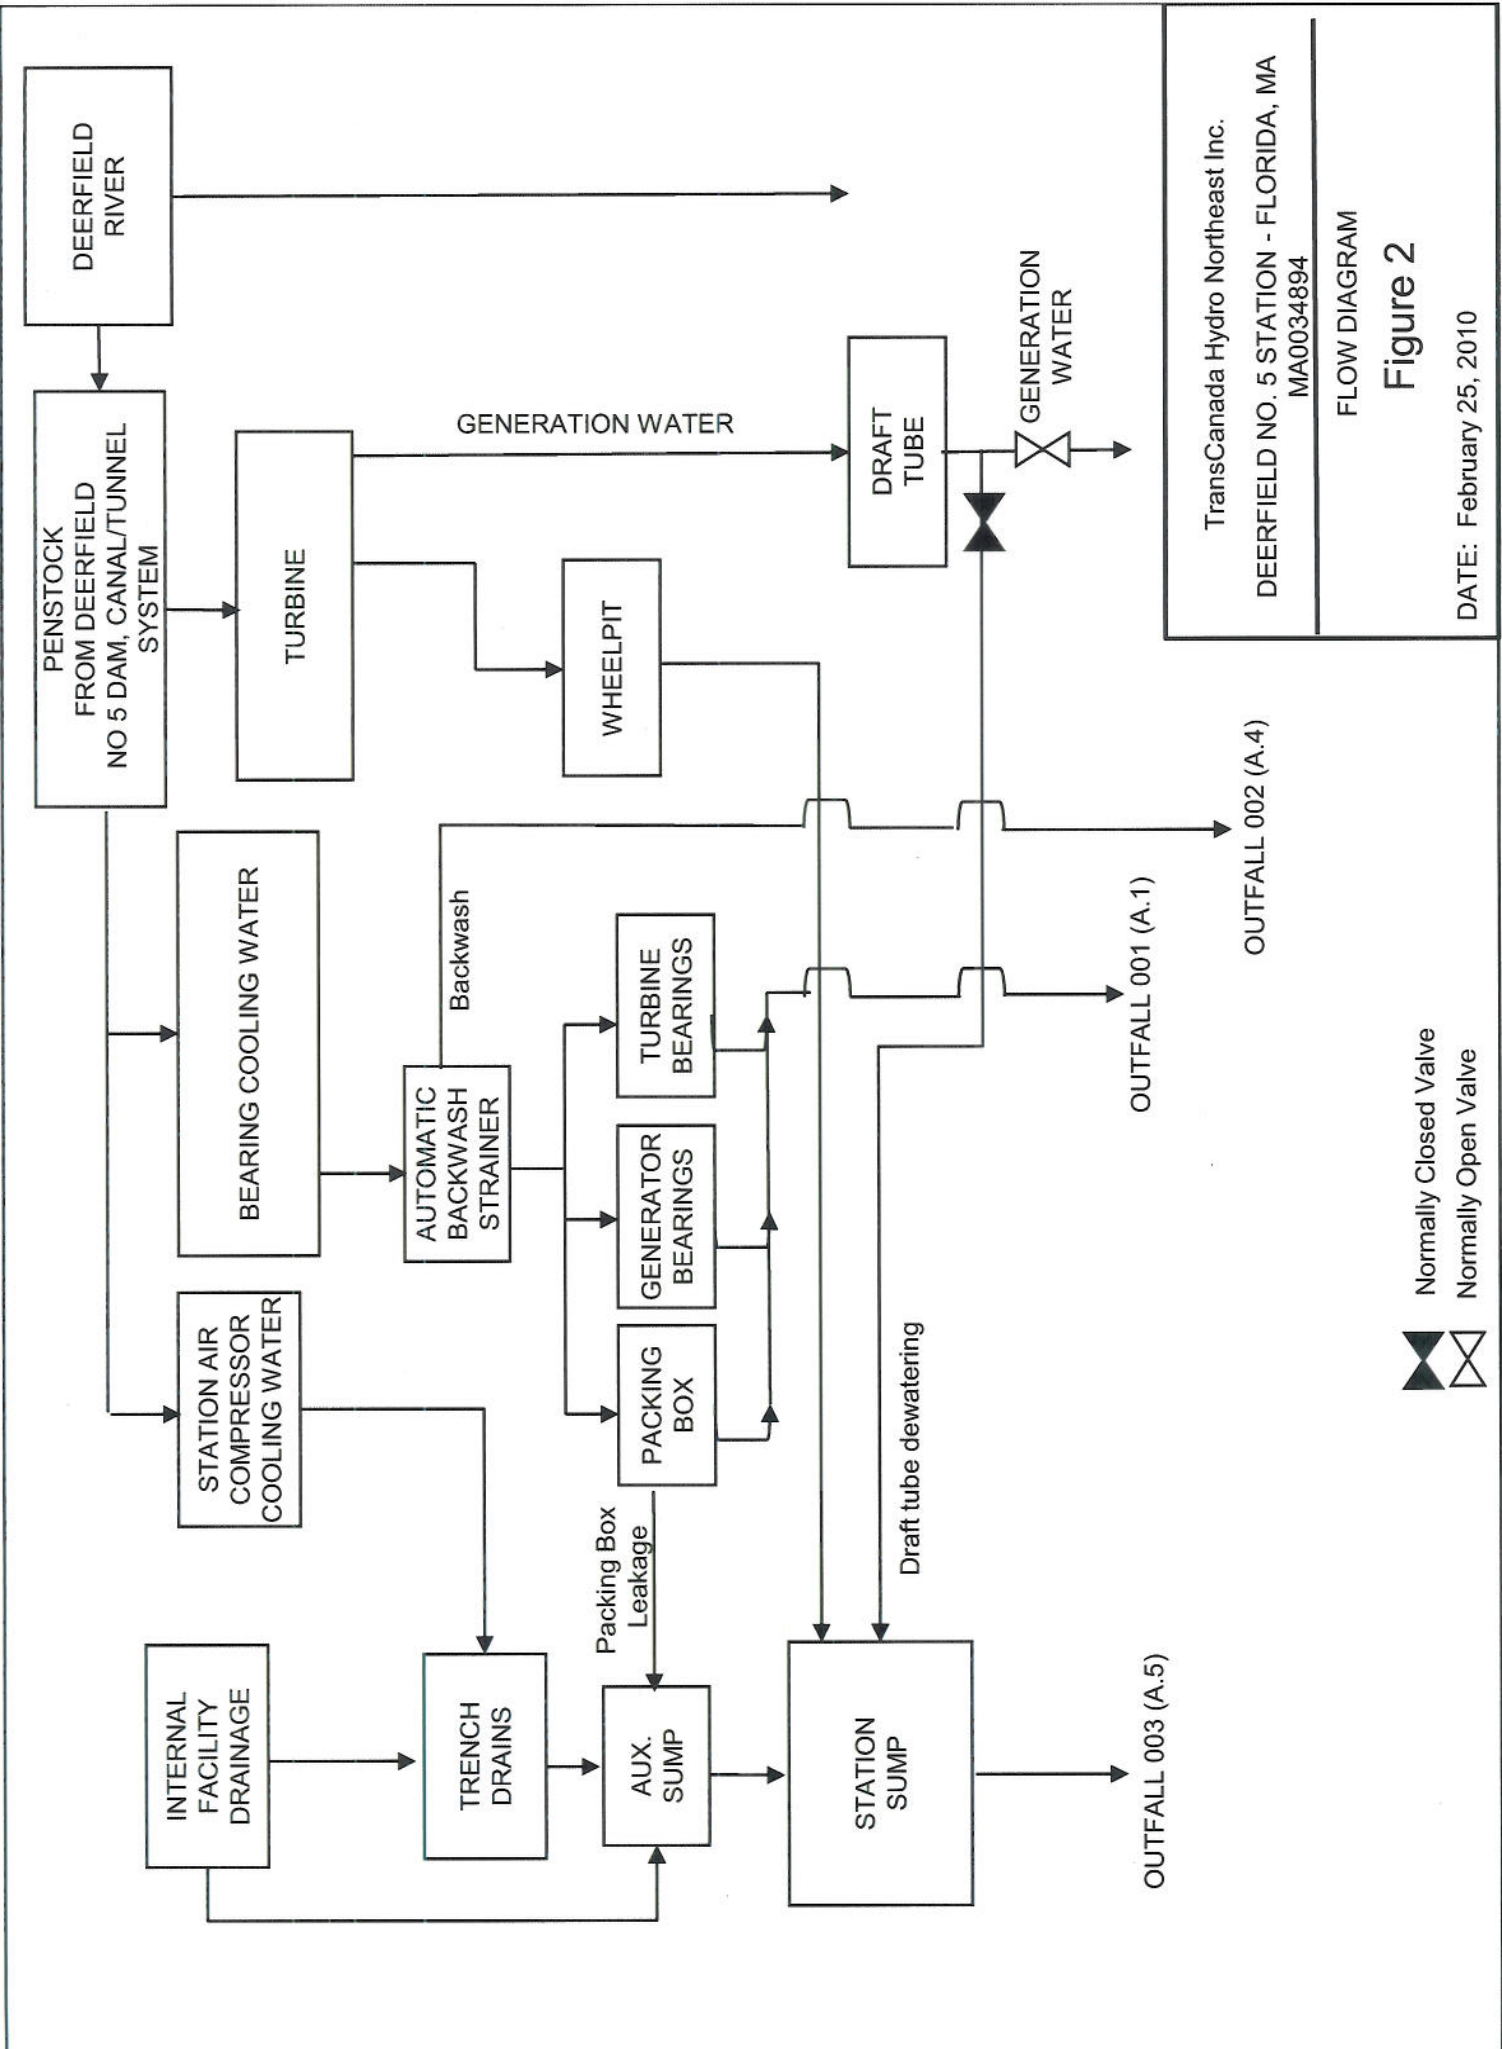 DEERFIELD
RIVER
PENSTOCK
FROM DEERFIELD
NO 5 DAM, CANAL/TUNNEL
SYSTEM
TURBINE
BEARING COOLING WATER
STATION AIR
COMPRESSOR
COOLING WATER
INTERNAL
FACILITY
DRAINAGE
GENERATION WATER
WHEELPIT
Backwash
AUTOMATIC
BACKWASH
STRAINER
TRENCH
DRAINS
TURBINE
BEARINGS
GENERATOR
BEARINGS
PACKING
BOX
Packing Box
Leakage
AUX.
SUMP
DRAFT
TUBE
GENERATION
WATER
STATION
SUMP
Draft tube dewatering
OUTFALL 002 (A.4)
OUTFALL 001 (A.1)
OUTFALL 003 (A.5)
Normally Closed Valve
Normally Open Valve
TransCanada Hydro Northeast Inc.
DEERFIELD NO. 5 STATION - FLORIDA, MA
MA0034894
FLOW DIAGRAM
Figure 2
DATE: February 25, 2010